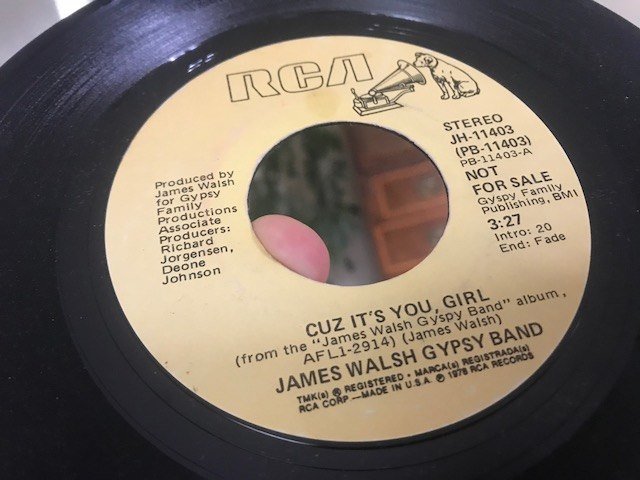 RCA
STEREO
JH-11403
(PB-11403)
PB-11403-A
NOT
FOR SALE
Gyspy Family
Publishing, BMI
3:27
Intro: 20
End: Fade
Produced by
James Walsh
for Gypsy
Family
Productions
Associate
Producers:
Richard
Jorgensen,
Deone
Johnson
CUZ IT'S YOU, GIRL
(from the "James Walsh Gyspy Band" album,
AFL1-2914) (James Walsh)
JAMES WALSH GYPSY BAND
TMK(s) ® REGISTERED • MARCA(s) REGISTRADA(s)
RCA CORP.—MADE IN U.S.A. ℗ 1978 RCA RECORDS